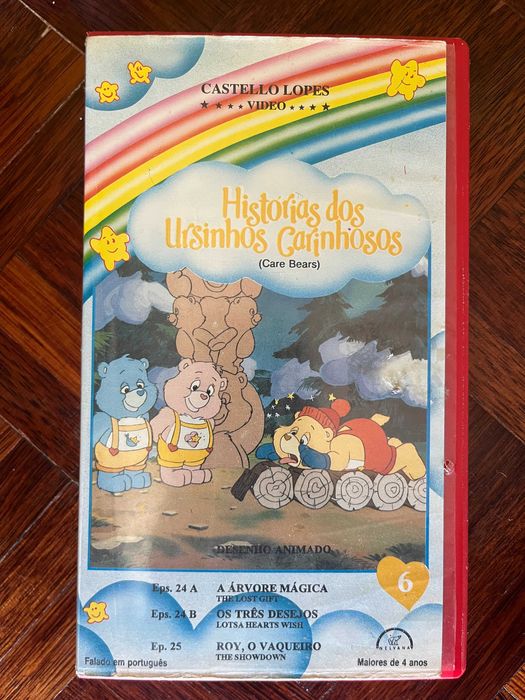 CASTELLO LOPES
★ ★ ★ ★ VIDEO ★ ★ ★ ★
Histórias dos
Ursinhos Carinhosos
(Care Bears)
DESENHO ANIMADO
Eps. 24 A A ÁRVORE MÁGICA
THE LOST GIFT
Eps. 24 B OS TRÊS DESEJOS
LOTSA HEARTS WISH
Ep. 25 ROY, O VAQUEIRO
THE SHOWDOWN
6
NELVANA
Falado em português
Maiores de 4 anos